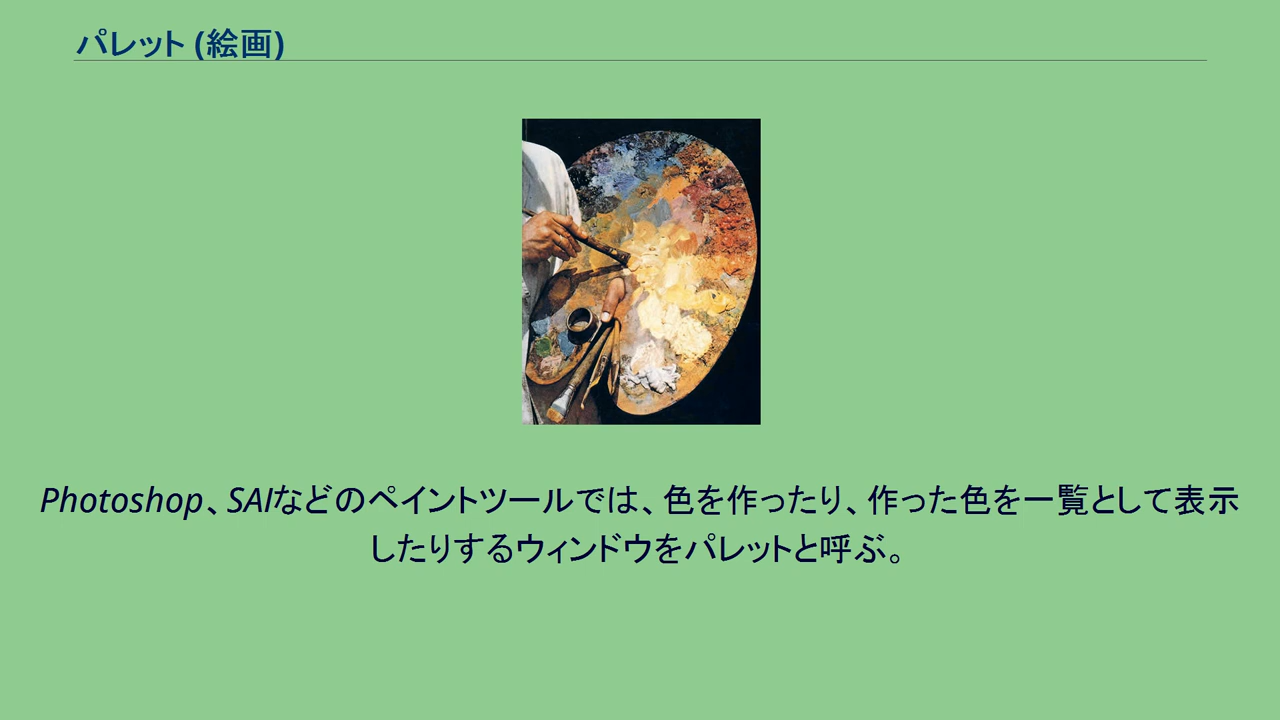 パレット (絵画)
Photoshop、SAIなどのペイントツールでは、色を作ったり、作った色を一覧として表示
したりするウィンドウをパレットと呼ぶ。